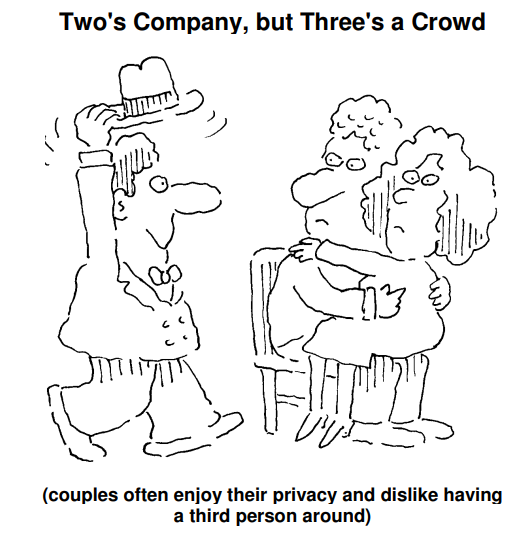 Two's Company, but Three's a Crowd
(couples often enjoy their privacy and dislike having
a third person around)